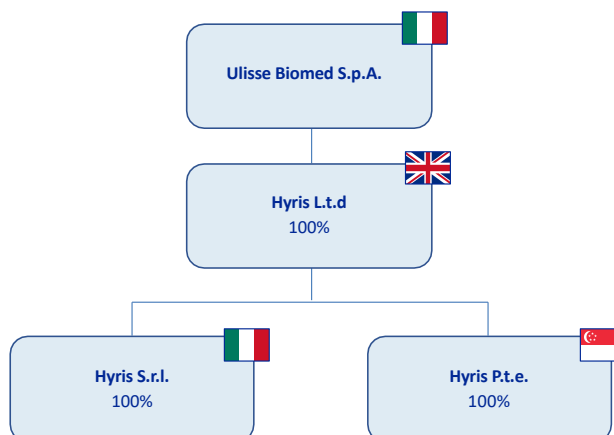 Ulisse Biomed S.p.A.
Hyris L.t.d
100%
Hyris S.r.l.
100%
Hyris P.t.e.
100%